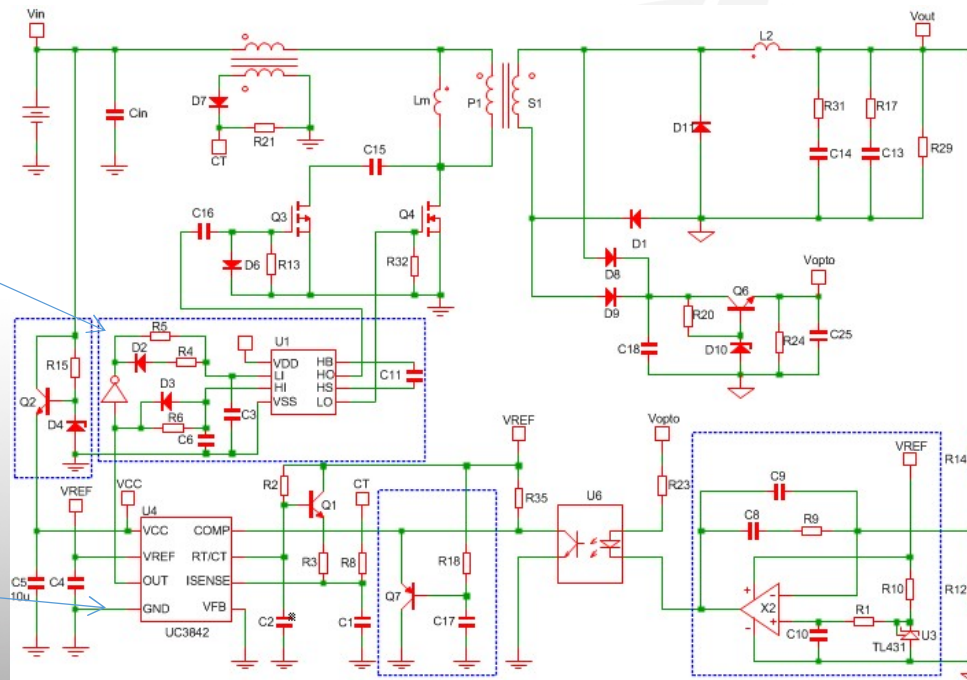 Vin
Vout
L2
D7
Cin
Lm
P1
S1
R31
R17
D11
R21
CT
C15
C14
C13
R29
C16
Q3
Q4
D6
R13
R32
D1
D8
D9
Vopto
Q6
R20
R24
C25
C18
D10
R5
D2
R4
U1
R15
VDD
HB
LI
HO
HI
HS
VSS
LO
C11
Q2
D3
D4
R6
C3
C6
VREF
Vopto
VREF
R14
VREF
VCC
R2
CT
C9
U4
Q1
R35
U6
R23
C8
R9
VCC
COMP
VREF
RT/CT
OUT
ISENSE
GND
VFB
UC3842
R3
R8
R18
C5
10u
C4
Q7
R10
R12
X2
R1
C2
C1
C17
C10
U3
TL431